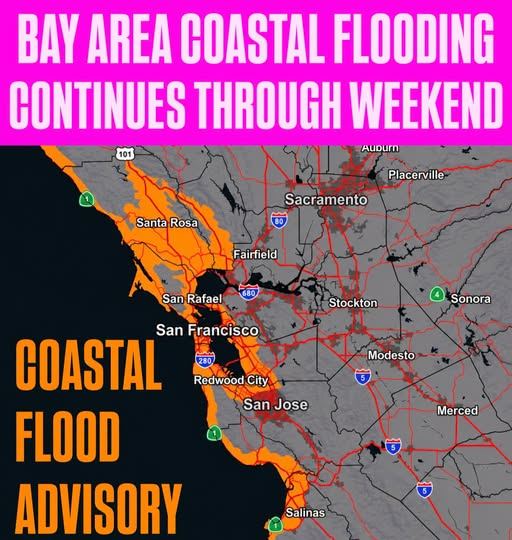 BAY AREA COASTAL FLOODING
CONTINUES THROUGH WEEKEND
101
Auburn
Placerville
1
Sacramento
80
Santa Rosa
Fairfield
680
San Rafael
Stockton
4
Sonora
San Francisco
280
Modesto
Redwood City
5
San Jose
Merced
COASTAL
FLOOD
ADVISORY
1
5
5
Salinas
1